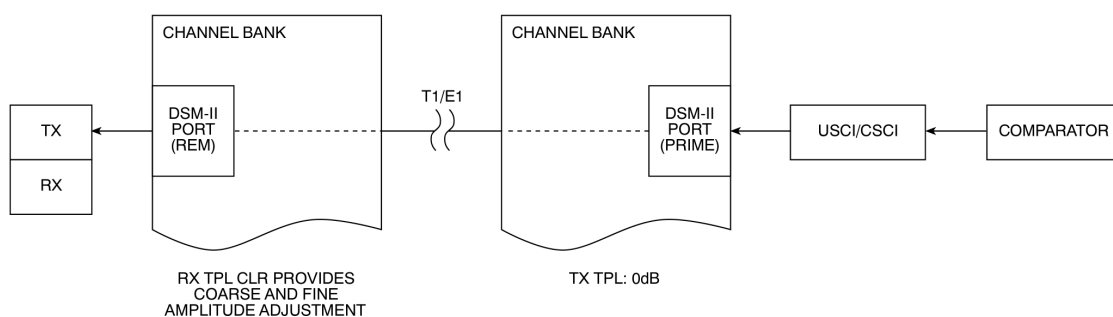 CHANNEL BANK
CHANNEL BANK
TX
RX
DSM-II
PORT
(REM)
T1/E1
DSM-II
PORT
(PRIME)
USCI/CSCI
COMPARATOR
RX TPL CLR PROVIDES
COARSE AND FINE
AMPLITUDE ADJUSTMENT
TX TPL: 0dB